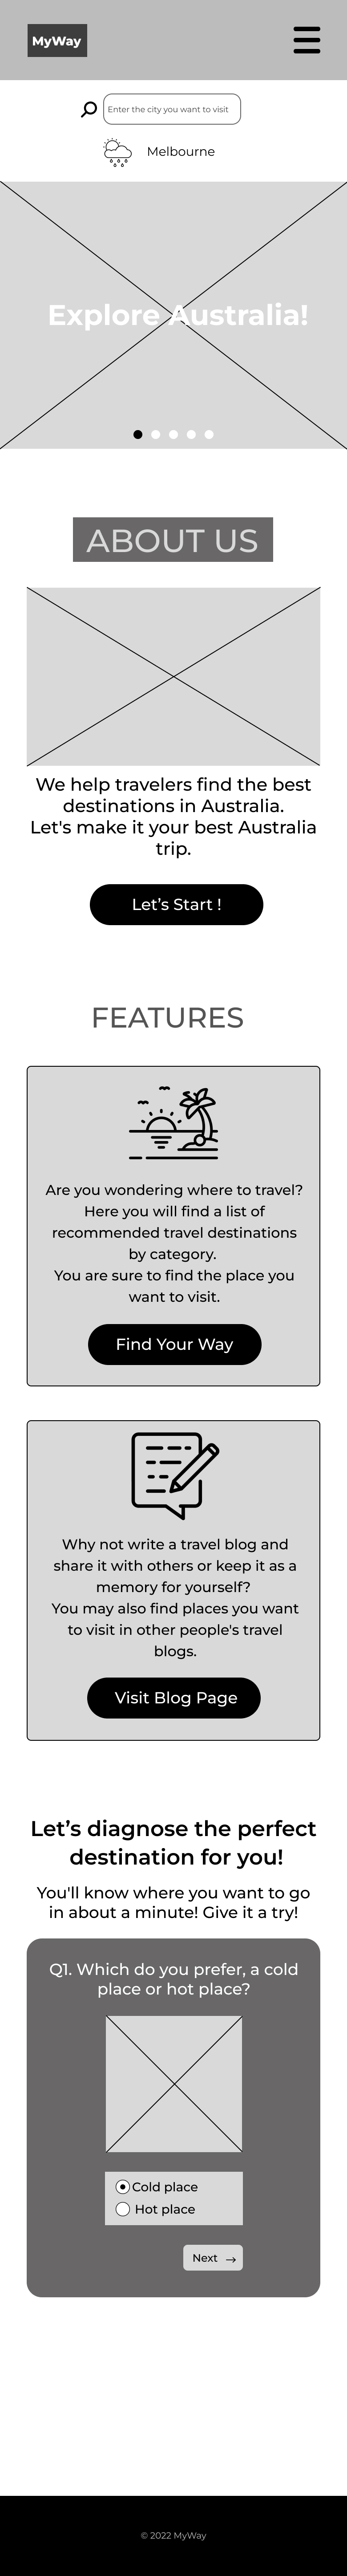 MyWay
Enter the city you want to visit
Melbourne
Explore Australia!
ABOUT US
We help travelers find the best
destinations in Australia.
Let's make it your best Australia
trip.
Let’s Start !
FEATURES
Are you wondering where to travel?
Here you will find a list of
recommended travel destinations
by category.
You are sure to find the place you
want to visit.
Find Your Way
Why not write a travel blog and
share it with others or keep it as a
memory for yourself?
You may also find places you want
to visit in other people's travel
blogs.
Visit Blog Page
Let’s diagnose the perfect
destination for you!
You'll know where you want to go
in about a minute! Give it a try!
Q1. Which do you prefer, a cold
place or hot place?
Cold place
Hot place
Next →
© 2022 MyWay